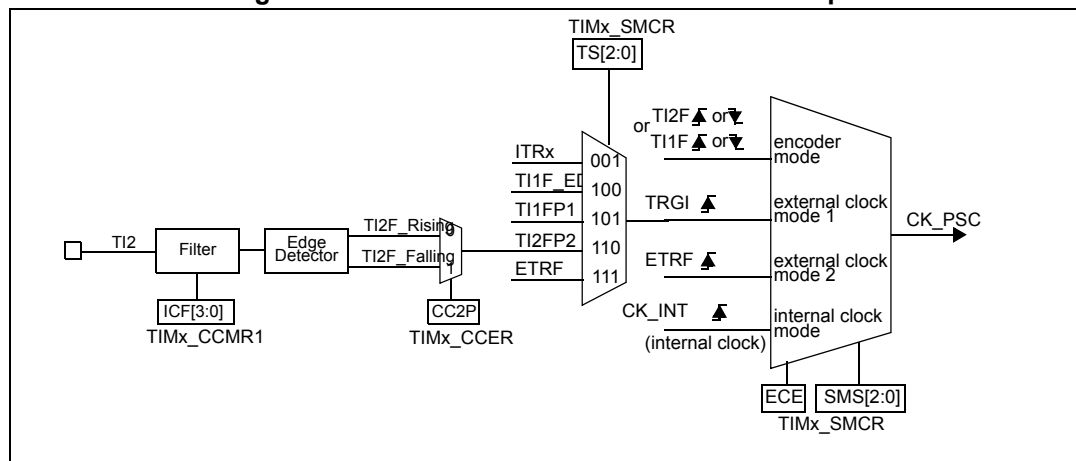 TIMx_SMCR
TS[2:0]
or TI2F or
TI1F or
encoder
mode
ITRx
001
TI1F_ED
100
TI1FP1
101
TRGI
external clock
mode 1
CK_PSC
TI2
Filter
Edge
Detector
TI2F_Rising
0
TI2F_Falling
1
TI2FP2
110
ETRF
111
ETRF
external clock
mode 2
ICF[3:0]
TIMx_CCMR1
CC2P
TIMx_CCER
CK_INT
(internal clock)
internal clock
mode
ECE
SMS[2:0]
TIMx_SMCR